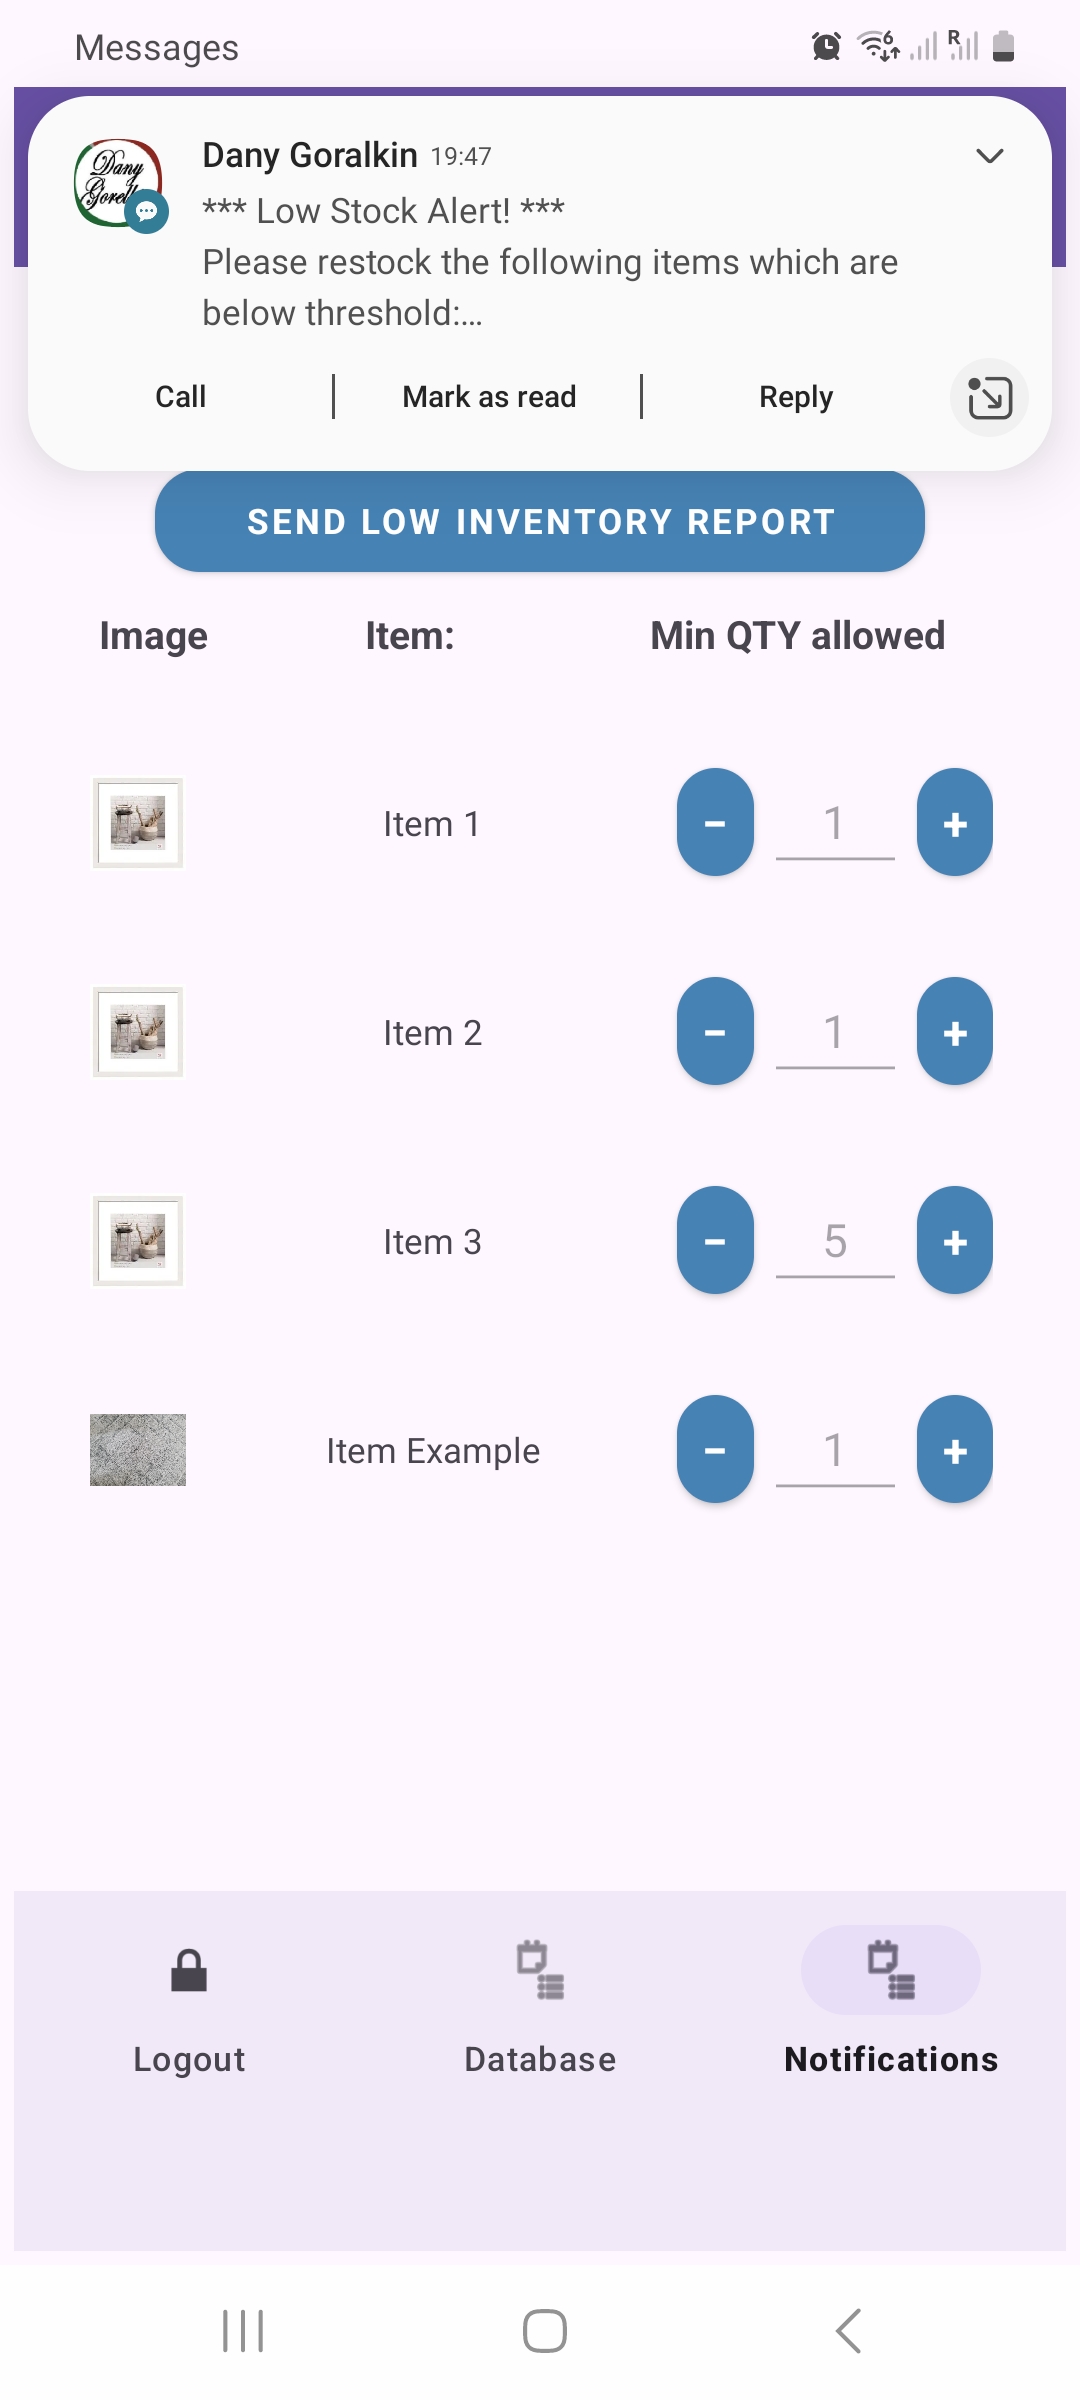 Messages
6
R
Dany Goralkin 19:47
*** Low Stock Alert! ***
Please restock the following items which are
below threshold:...
Call
Mark as read
Reply
SEND LOW INVENTORY REPORT
Image
Item:
Min QTY allowed
Item 1
-
1
+
Item 2
-
1
+
Item 3
-
5
+
Item Example
-
1
+
Logout
Database
Notifications